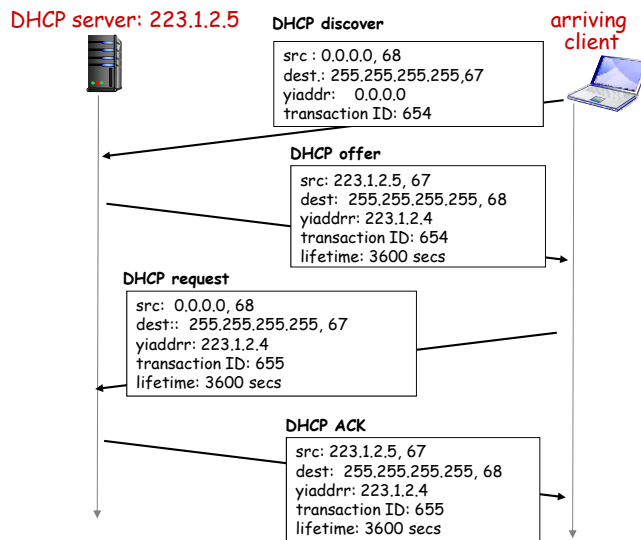 DHCP server: 223.1.2.5
arriving
client
DHCP discover
src : 0.0.0.0, 68
dest.: 255.255.255.255,67
yiaddr: 0.0.0.0
transaction ID: 654
DHCP offer
src: 223.1.2.5, 67
dest: 255.255.255.255, 68
yiaddrr: 223.1.2.4
transaction ID: 654
lifetime: 3600 secs
DHCP request
src: 0.0.0.0, 68
dest:: 255.255.255.255, 67
yiaddrr: 223.1.2.4
transaction ID: 655
lifetime: 3600 secs
DHCP ACK
src: 223.1.2.5, 67
dest: 255.255.255.255, 68
yiaddrr: 223.1.2.4
transaction ID: 655
lifetime: 3600 secs